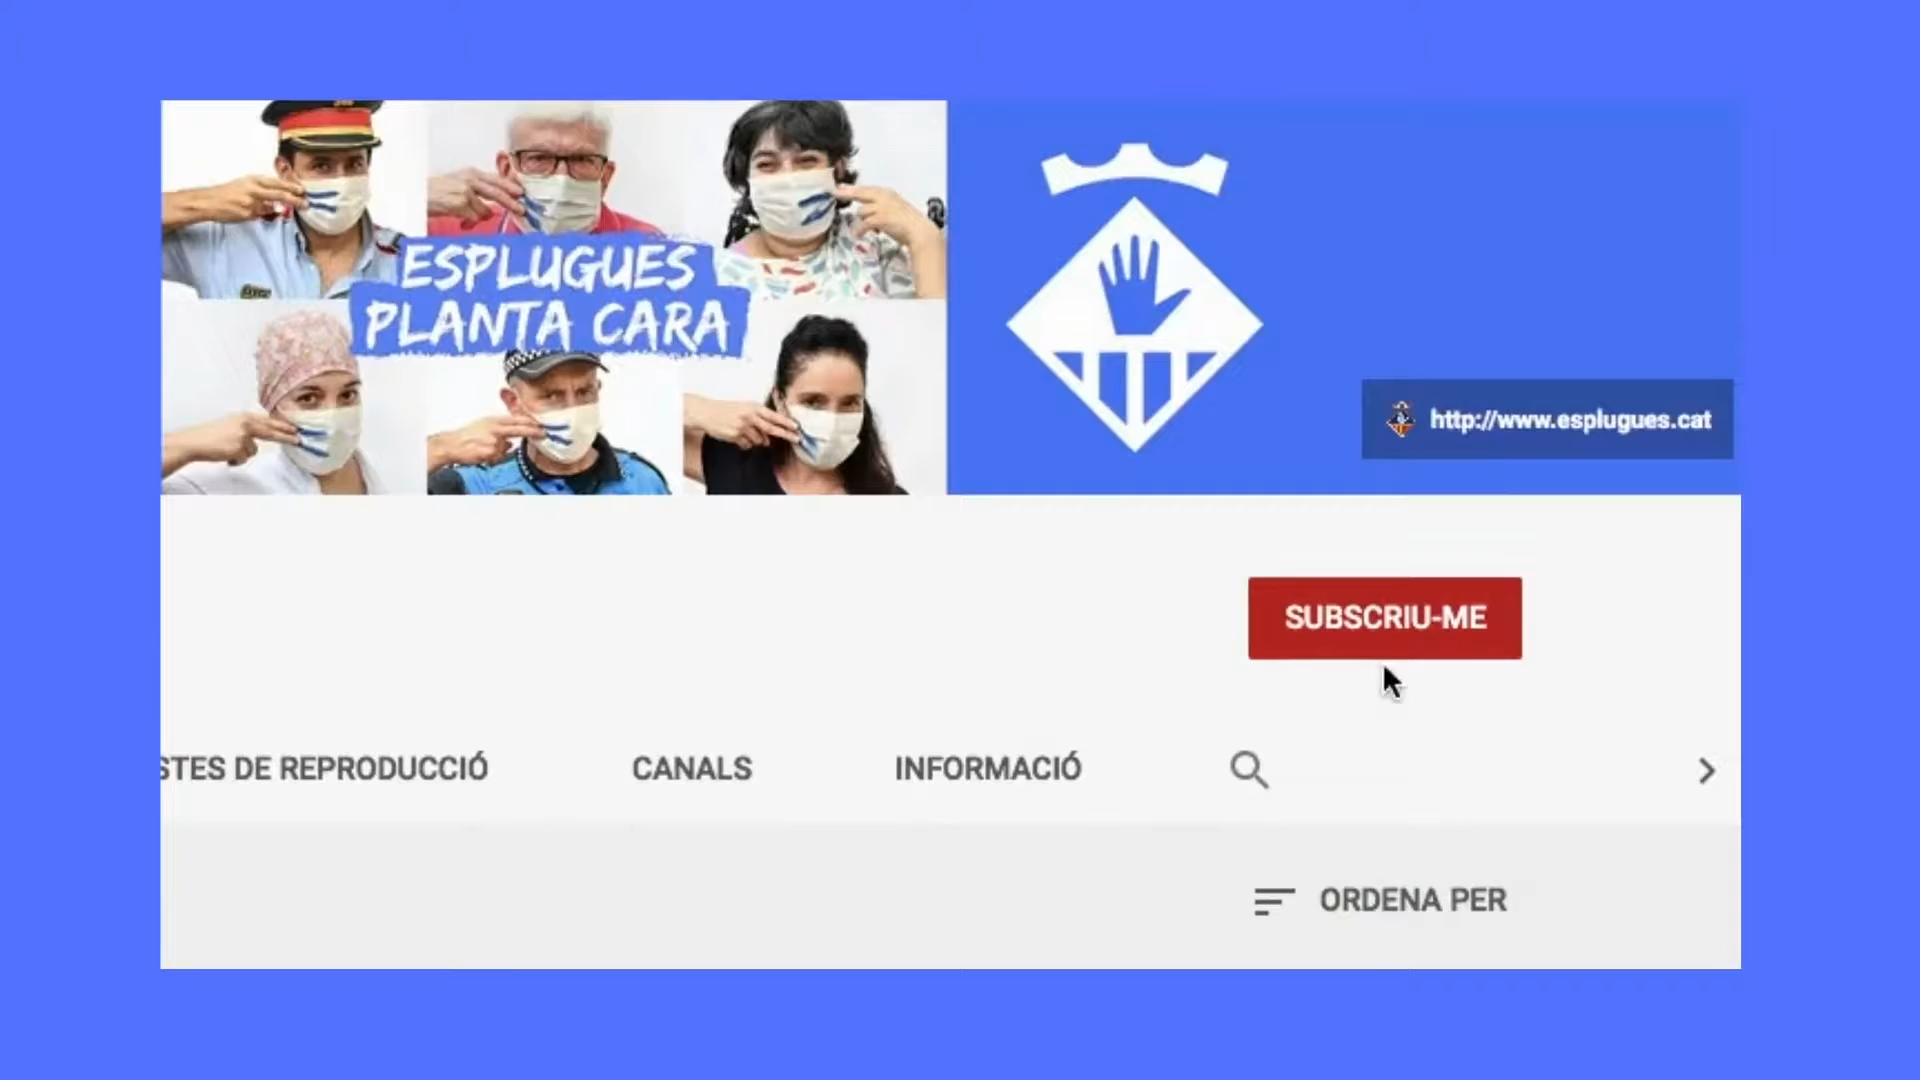 ESPLUGUES
PLANTA CARA
http://www.esplugues.cat
SUBSCRIU-ME
STES DE REPRODUCCIÓ
CANALS
INFORMACIÓ
ORDENA PER